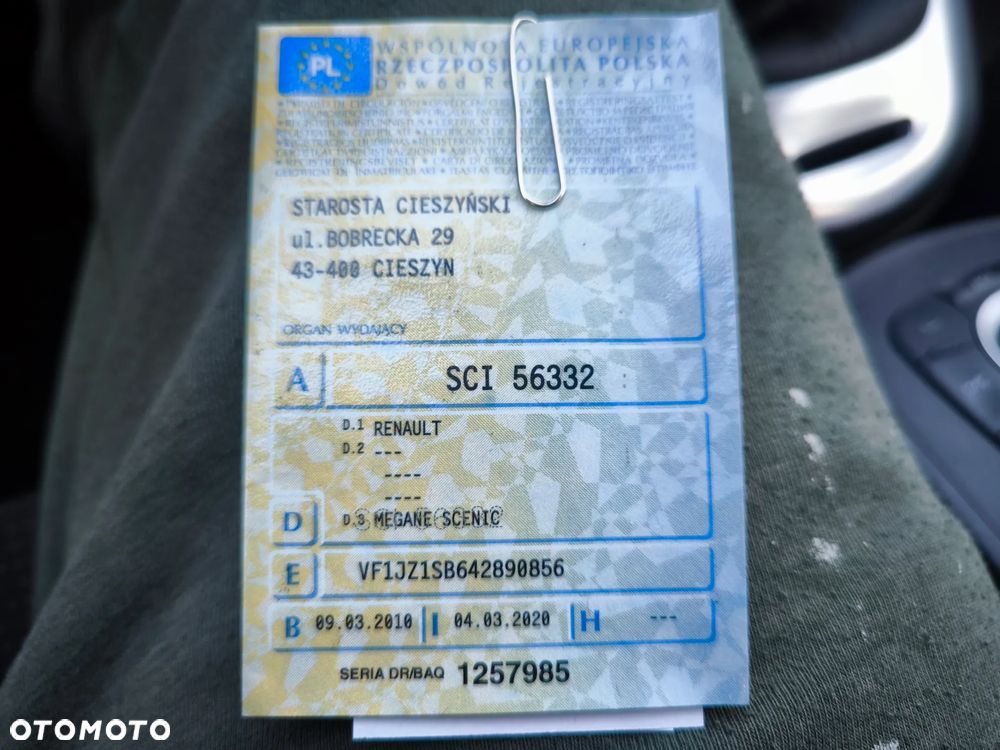 PL
WSPÓLNOTA EUROPEJSKA
RZECZPOSPOLITA POLSKA
Dowód Rejestracyjny
STAROSTA CIESZYŃSKI
ul.BOBRECKA 29
43-400 CIESZYN
ORGAN WYDAJĄCY
A SCI 56332
D.1 RENAULT
D.2 ---
----
----
D D.3 MEGANE SCENIC
E VF1JZ1SB642890856
B 09.03.2010 I 04.03.2020 H ---
SERIA DR/BAQ 1257985
OTOMOTO